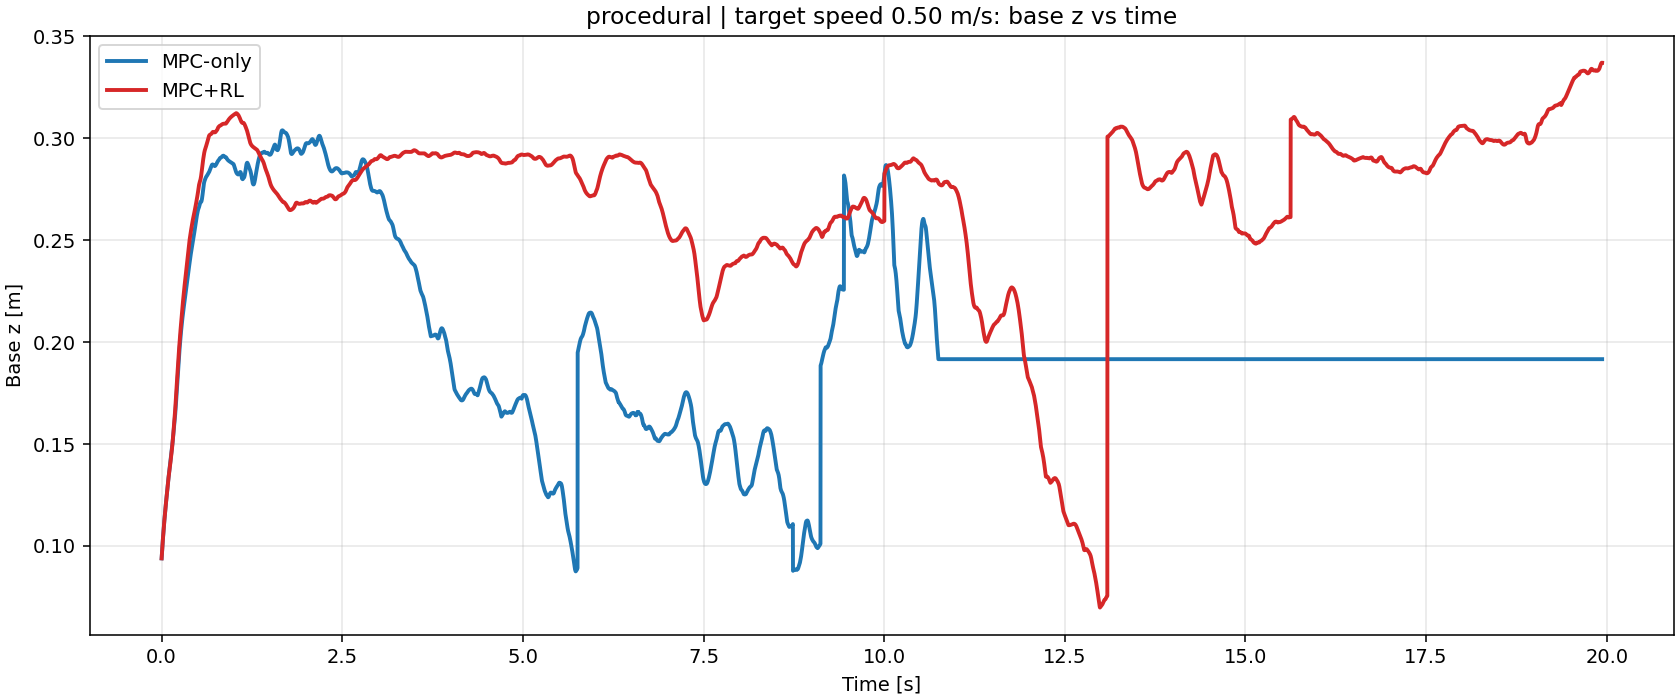 procedural | target speed 0.50 m/s: base z vs time
MPC-only
MPC+RL
0.35
0.30
0.25
0.20
0.15
0.10
Base z [m]
0.0 2.5 5.0 7.5 10.0 12.5 15.0 17.5 20.0
Time [s]